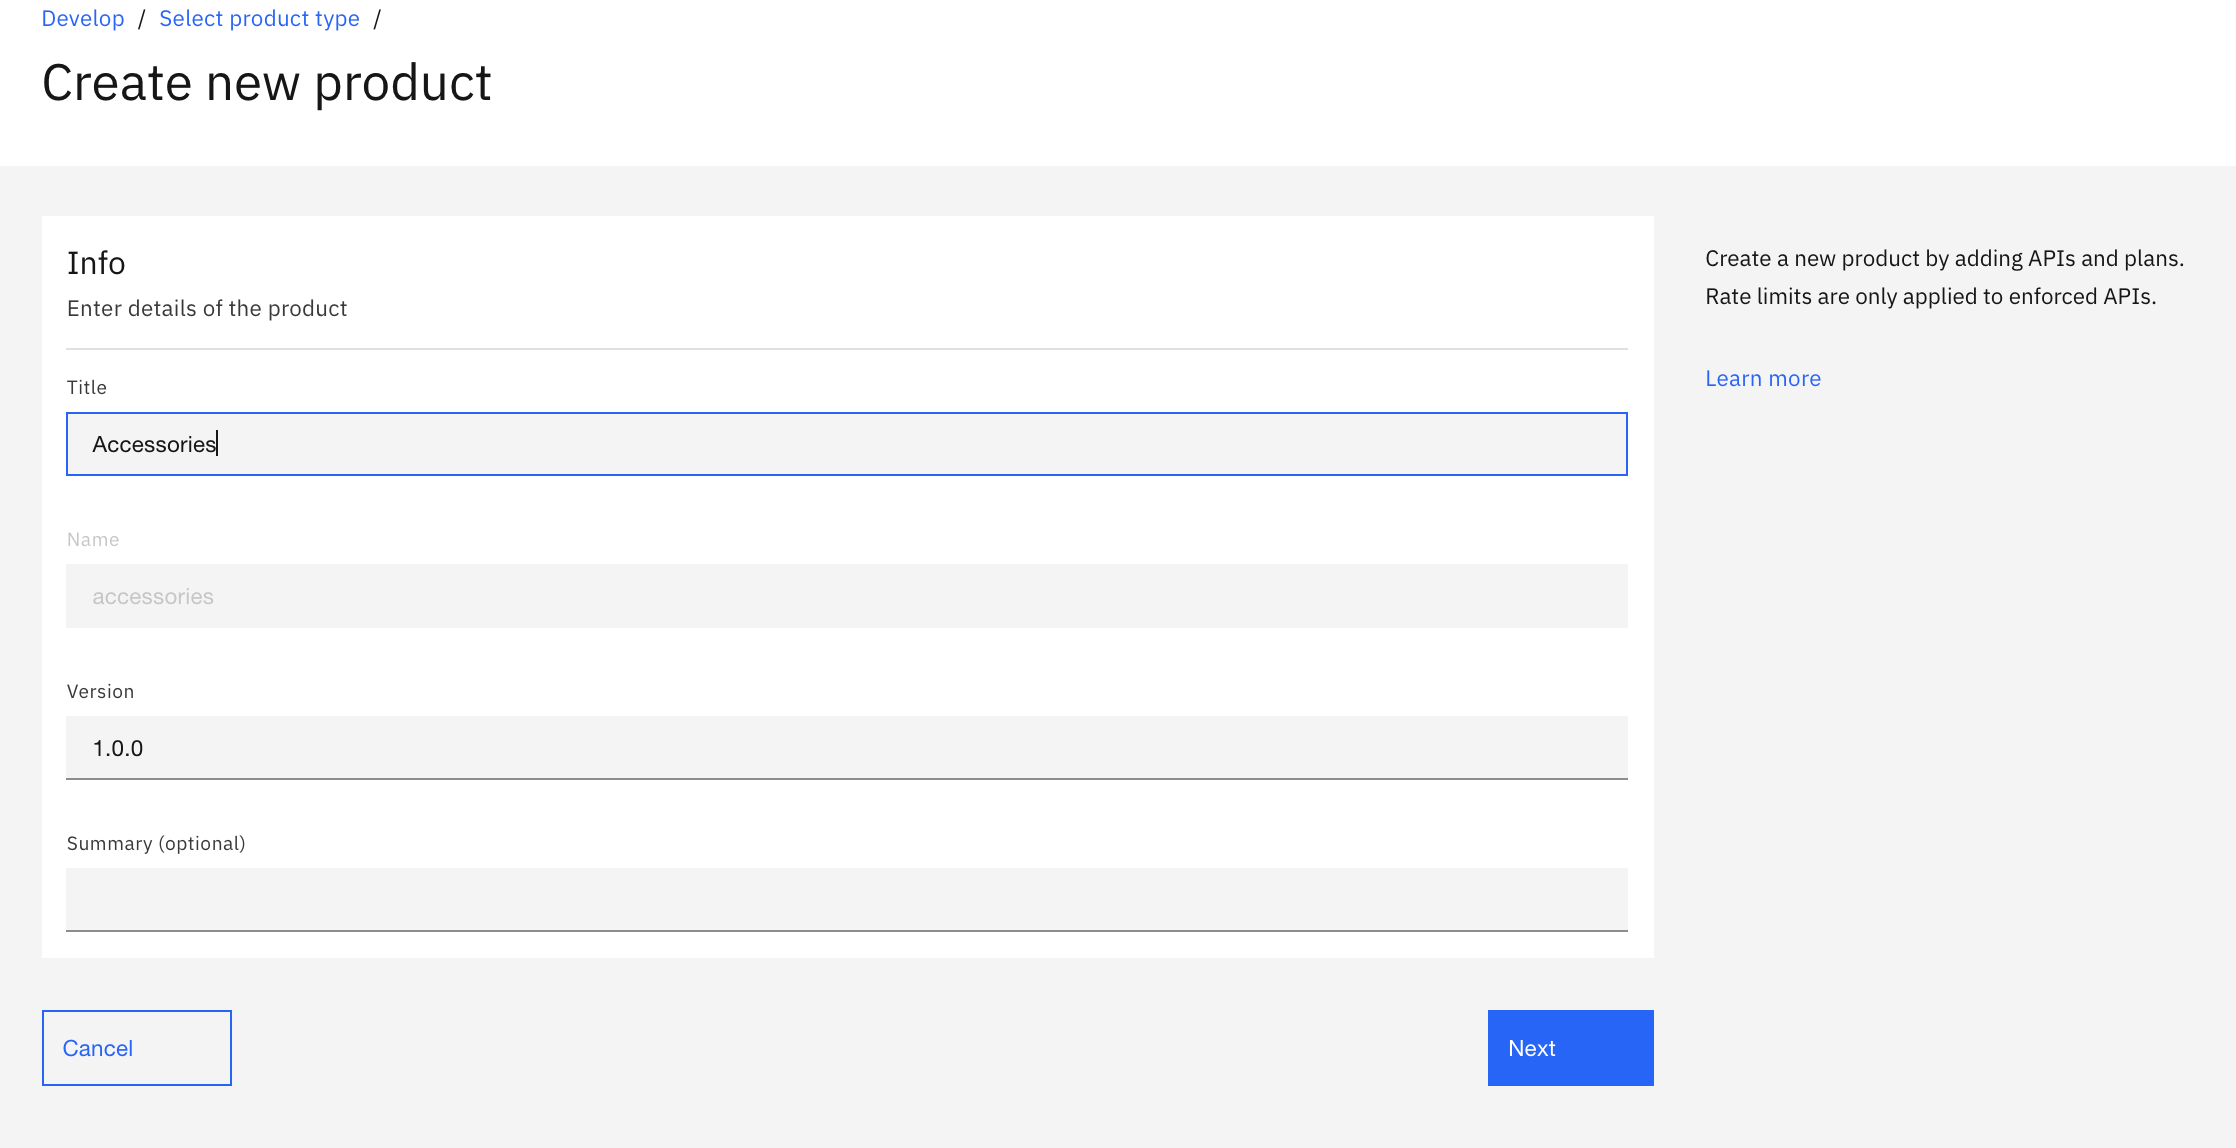 Develop / Select product type /
Create new product
Info
Enter details of the product
Title
Accessories
Name
accessories
Version
1.0.0
Summary (optional)
Cancel
Next
Create a new product by adding APIs and plans.
Rate limits are only applied to enforced APIs.
Learn more